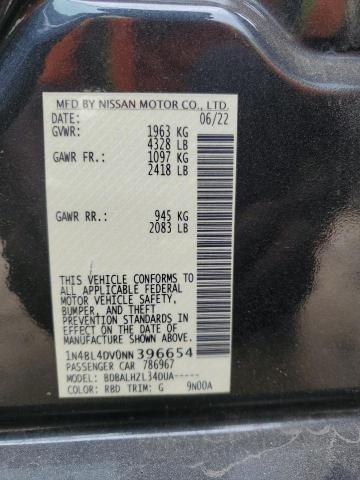 MFD BY NISSAN MOTOR CO., LTD.
DATE: 06/22
GVWR: 1963 KG
4328 LB
GAWR FR: 1097 KG
2418 LB
GAWR RR: 945 KG
2083 LB
THIS VEHICLE CONFORMS TO
ALL APPLICABLE FEDERAL
MOTOR VEHICLE SAFETY,
BUMPER, AND THEFT
PREVENTION STANDARDS
IN EFFECT ON THE DATE OF
MANUFACTURE SHOWN ABOVE.
1N4BL4DV0NN 396654
PASSENGER CAR 786967
MODEL: BDBALHZL34DUA-----
COLOR: RBD TRIM: G 9N00A